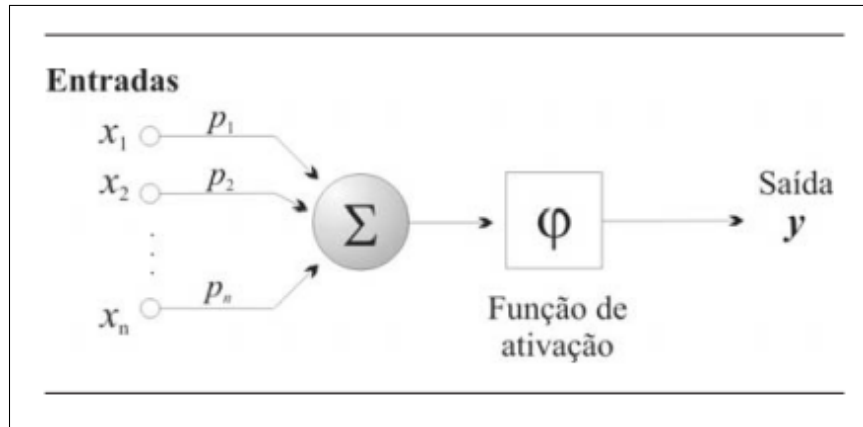 Entradas
x₁ p₁
x₂ p₂
xₙ pₙ
Σ
φ
Função de
ativação
Saída
y